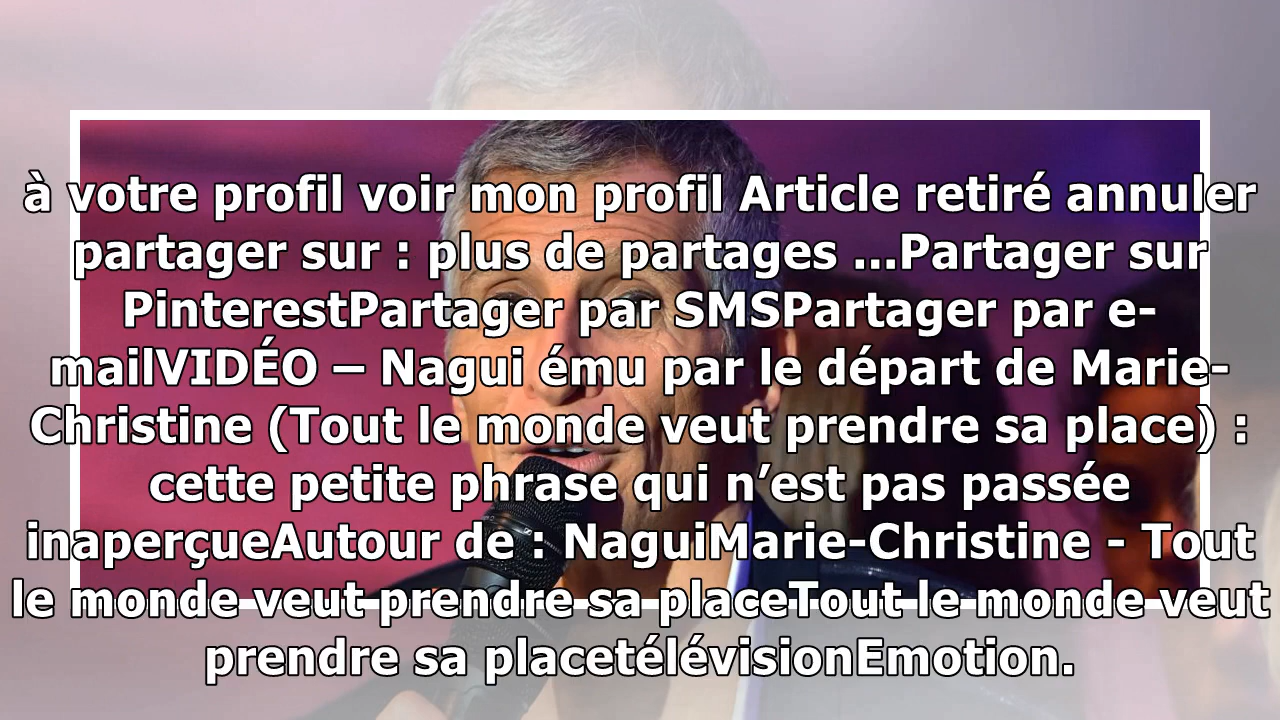 à votre profil voir mon profil Article retiré annuler
partager sur : plus de partages ...Partager sur
PinterestPartager par SMSPartager par e-
mailVIDÉO – Nagui ému par le départ de Marie-
Christine (Tout le monde veut prendre sa place) :
cette petite phrase qui n’est pas passée
inaperçueAutour de : NaguiMarie-Christine - Tout
le monde veut prendre sa placeTout le monde veut
prendre sa placetélévisionEmotion.